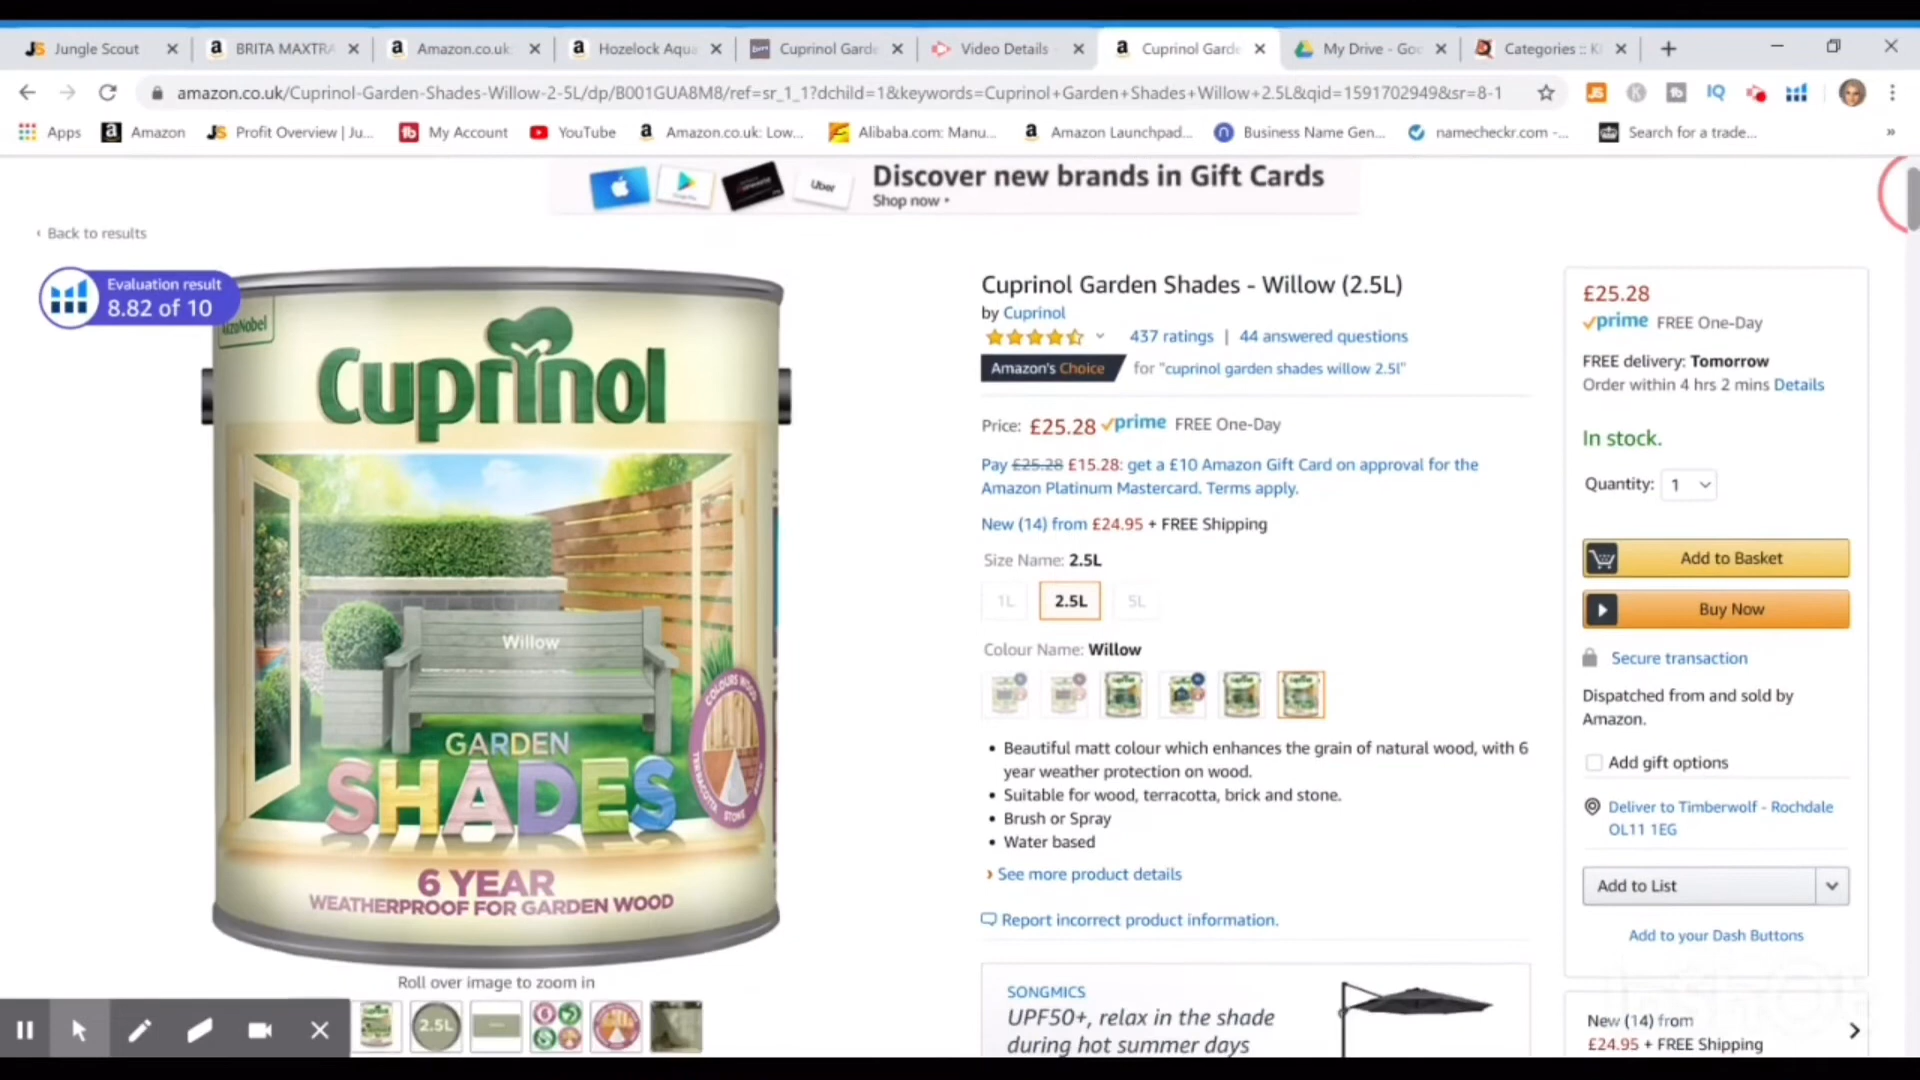 Jungle Scout
BRITA MAXTRA
Amazon.co.uk:
Hozelock Aqua
Cuprinol Garde
Video Details
Cuprinol Garde
My Drive - Goo
Categories :: K
amazon.co.uk/Cuprinol-Garden-Shades-Willow-2-5L/dp/B001GUA8M8/ref=sr_1_1?dchild=1&keywords=Cuprinol+Garden+Shades+Willow+2.5L&qid=1591702949&sr=8-1
Apps
Amazon
Profit Overview | Ju...
My Account
YouTube
Amazon.co.uk: Low...
Alibaba.com: Manu...
Amazon Launchpad...
Business Name Gen...
namecheckr.com -...
Search for a trade...
»
Uber
Discover new brands in Gift Cards
Shop now
‹ Back to results
Evaluation result
8.82 of 10
AkzoNobel
Cuprinol
Willow
GARDEN
SHADES
COLOURS WOOD
TERRACOTTA
STONE
6 YEAR
WEATHERPROOF FOR GARDEN WOOD
Roll over image to zoom in
2.5L
Cuprinol Garden Shades - Willow (2.5L)
by Cuprinol
437 ratings | 44 answered questions
Amazon's Choice for "cuprinol garden shades willow 2.5l"
Price: £25.28 prime FREE One-Day
Pay £25.28 £15.28: get a £10 Amazon Gift Card on approval for the
Amazon Platinum Mastercard. Terms apply.
New (14) from £24.95 + FREE Shipping
Size Name: 2.5L
1L
2.5L
5L
Colour Name: Willow
• Beautiful matt colour which enhances the grain of natural wood, with 6
year weather protection on wood.
• Suitable for wood, terracotta, brick and stone.
• Brush or Spray
• Water based
› See more product details
Report incorrect product information.
SONGMICS
UPF50+, relax in the shade
during hot summer days
£25.28
prime FREE One-Day
FREE delivery: Tomorrow
Order within 4 hrs 2 mins Details
In stock.
Quantity: 1
Add to Basket
Buy Now
Secure transaction
Dispatched from and sold by
Amazon.
Add gift options
Deliver to Timberwolf - Rochdale
OL11 1EG
Add to List
Add to your Dash Buttons
New (14) from
£24.95 + FREE Shipping